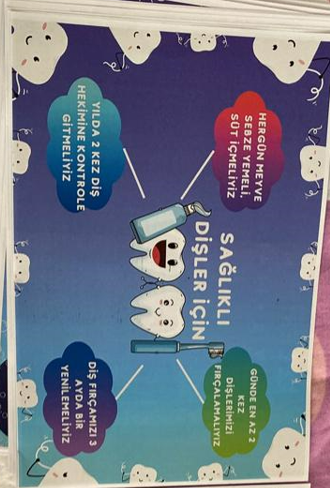 SAĞLIKLI
DİŞLER İÇİN
YILDA 2 KEZ DİŞ
HEKİMİNE KONTROLE
GİTMELİYİZ
HERGÜN MEYVE
SEBZE YEMELİ,
SÜT İÇMELİYİZ
DİŞ FIRÇAMIZI 3
AYDA BİR
YENİLEMELİYİZ
GÜNDE EN AZ 2
KEZ
DİŞLERİMİZİ
FIRÇALAMALIYIZ